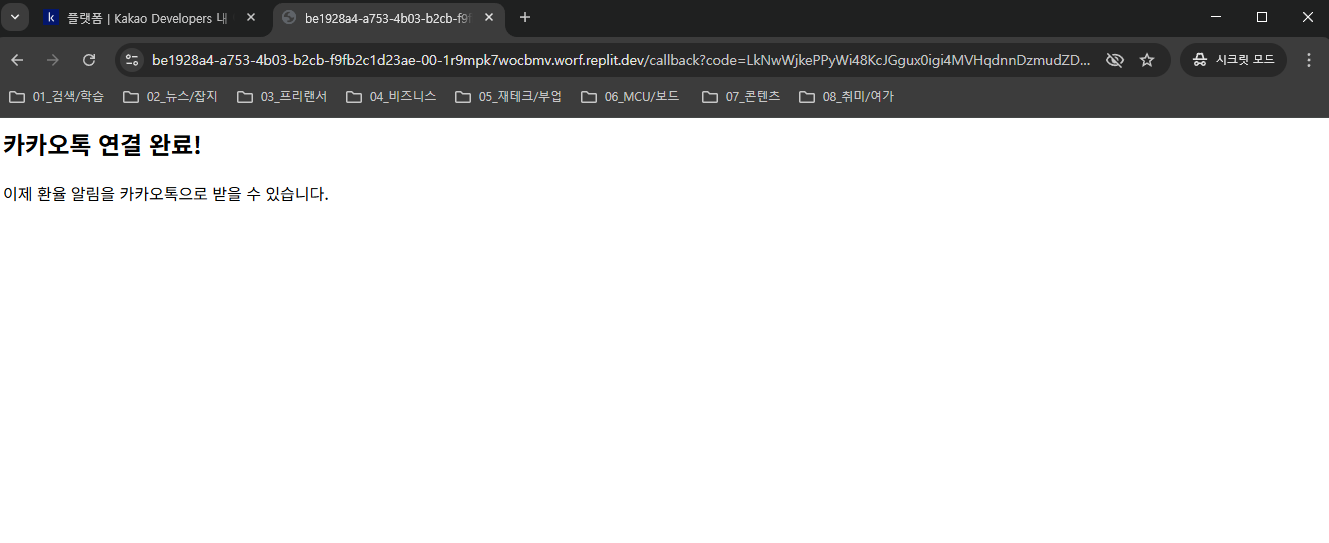 플랫폼 | Kakao Developers 내
be1928a4-a753-4b03-b2cb-f9f
be1928a4-a753-4b03-b2cb-f9fb2c1d23ae-00-1r9mpk7wocbmv.worf.replit.dev/callback?code=LkNwWjkePPyWi48KcJGgux0igi4MVHqdnnDzmudZD...
시크릿 모드
01_검색/학습 02_뉴스/잡지 03_프리랜서 04_비즈니스 05_재테크/부업 06_MCU/보드 07_콘텐츠 08_취미/여가
카카오톡 연결 완료!
이제 환율 알림을 카카오톡으로 받을 수 있습니다.